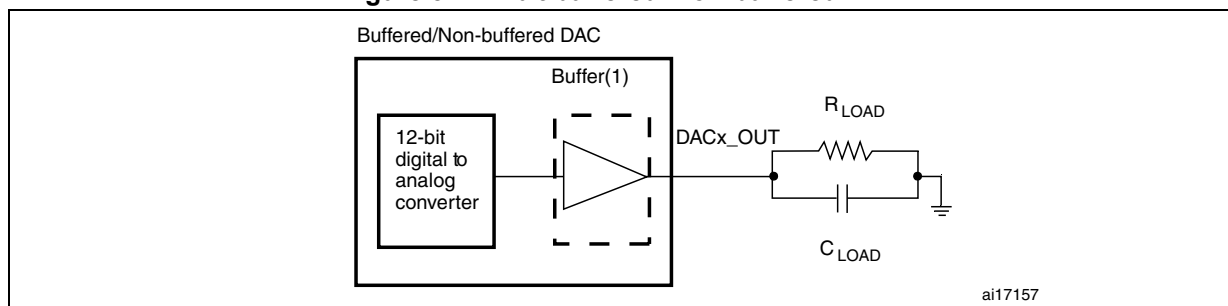 Buffered/Non-buffered DAC
Buffer(1)
12-bit
digital to
analog
converter
DACx_OUT
R LOAD
C LOAD
ai17157